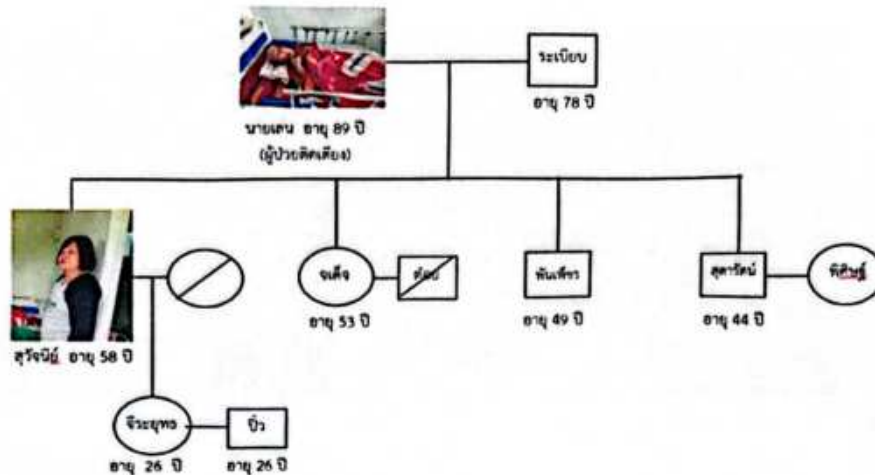 ระเบียบ
อายุ 78 ปี
นายเสน อายุ 89 ปี
(ผู้ป่วยติดเตียง)
จเด็จ
อายุ 53 ปี
พันเพ็ชร
อายุ 49 ปี
สุดารัตน์
อายุ 44 ปี
พิศิษฐ์
สุวัจนีย์ อายุ 58 ปี
จีระยุทธ
อายุ 26 ปี
ปิ่ว
อายุ 26 ปี